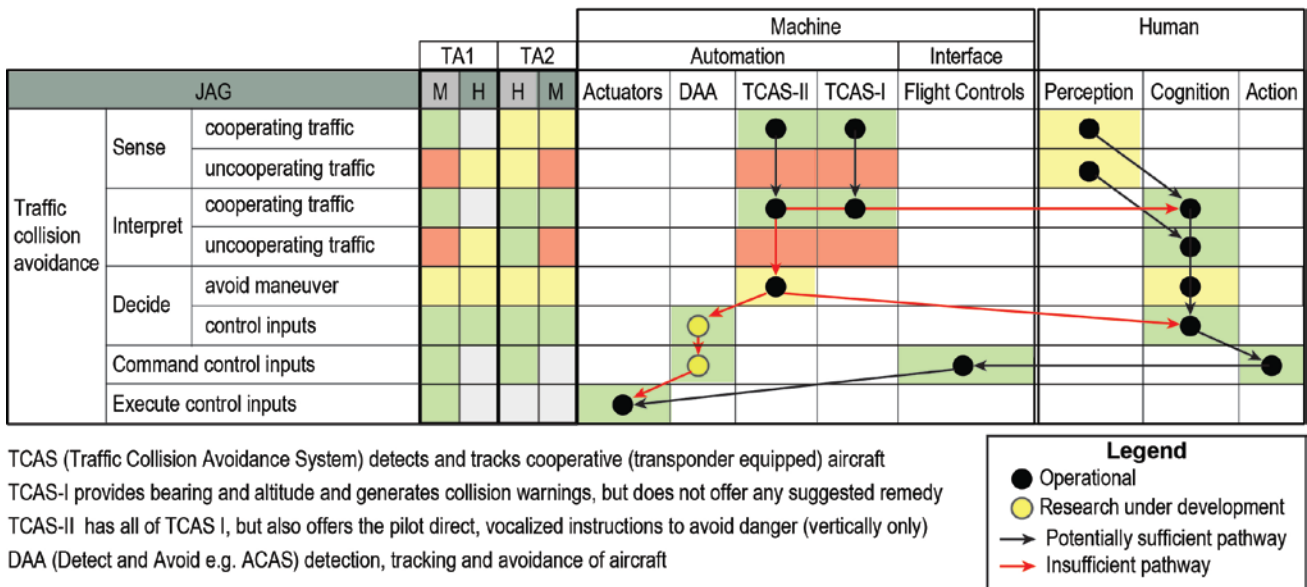 Machine Human
TA1 TA2 Automation Interface
JAG M H H M Actuators DAA TCAS-II TCAS-I Flight Controls Perception Cognition Action
Traffic collision avoidance
Sense
cooperating traffic
uncooperating traffic
Interpret
cooperating traffic
uncooperating traffic
Decide
avoid maneuver
control inputs
Command control inputs
Execute control inputs
TCAS (Traffic Collision Avoidance System) detects and tracks cooperative (transponder equipped) aircraft
TCAS-I provides bearing and altitude and generates collision warnings, but does not offer any suggested remedy
TCAS-II has all of TCAS I, but also offers the pilot direct, vocalized instructions to avoid danger (vertically only)
DAA (Detect and Avoid e.g. ACAS) detection, tracking and avoidance of aircraft
Legend
Operational
Research under development
Potentially sufficient pathway
Insufficient pathway